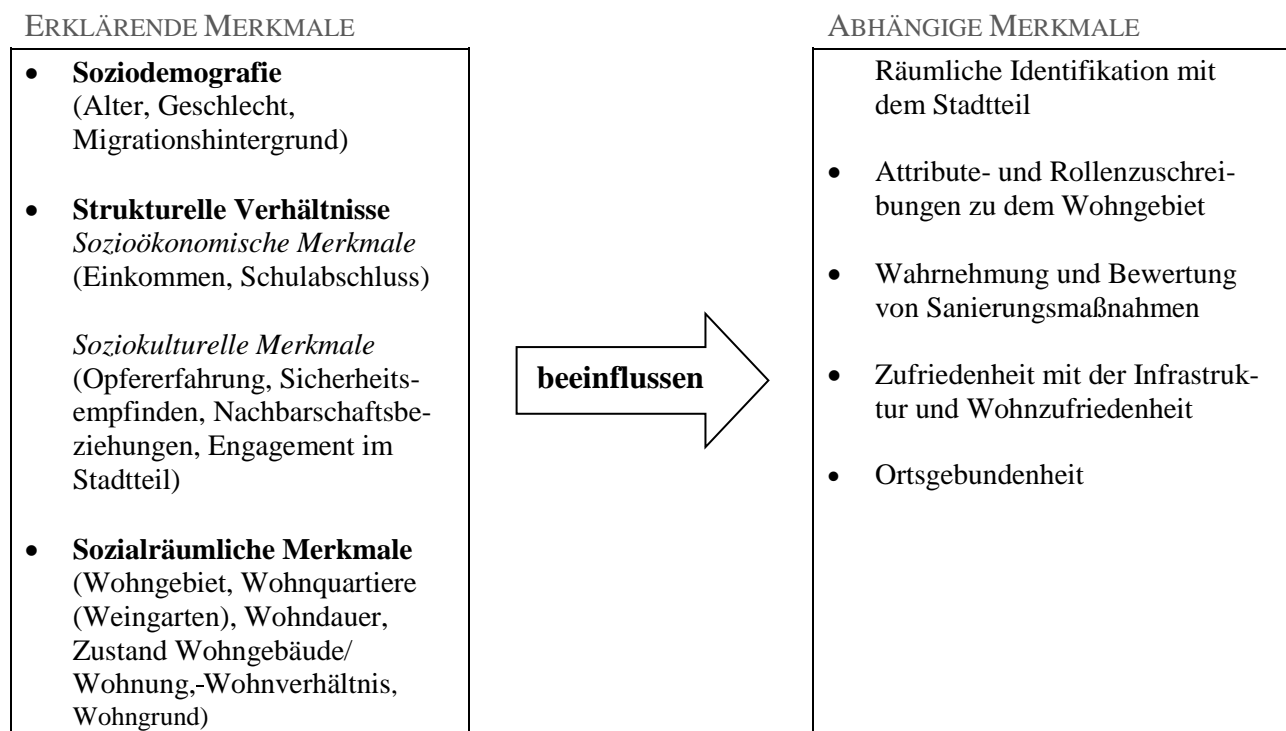 ERKLÄRENDE MERKMALE
• Soziodemografie
(Alter, Geschlecht,
Migrationshintergrund)
• Strukturelle Verhältnisse
Sozioökonomische Merkmale
(Einkommen, Schulabschluss)
Soziokulturelle Merkmale
(Opfererfahrung, Sicherheits-
empfinden, Nachbarschaftsbe-
ziehungen, Engagement im
Stadtteil)
• Sozialräumliche Merkmale
(Wohngebiet, Wohnquartiere
(Weingarten), Wohndauer,
Zustand Wohngebäude/
Wohnung,-Wohnverhältnis,
Wohngrund)
beeinflussen
ABHÄNGIGE MERKMALE
Räumliche Identifikation mit
dem Stadtteil
• Attribute- und Rollenzuschrei-
bungen zu dem Wohngebiet
• Wahrnehmung und Bewertung
von Sanierungsmaßnahmen
• Zufriedenheit mit der Infrastruk-
tur und Wohnzufriedenheit
• Ortsgebundenheit